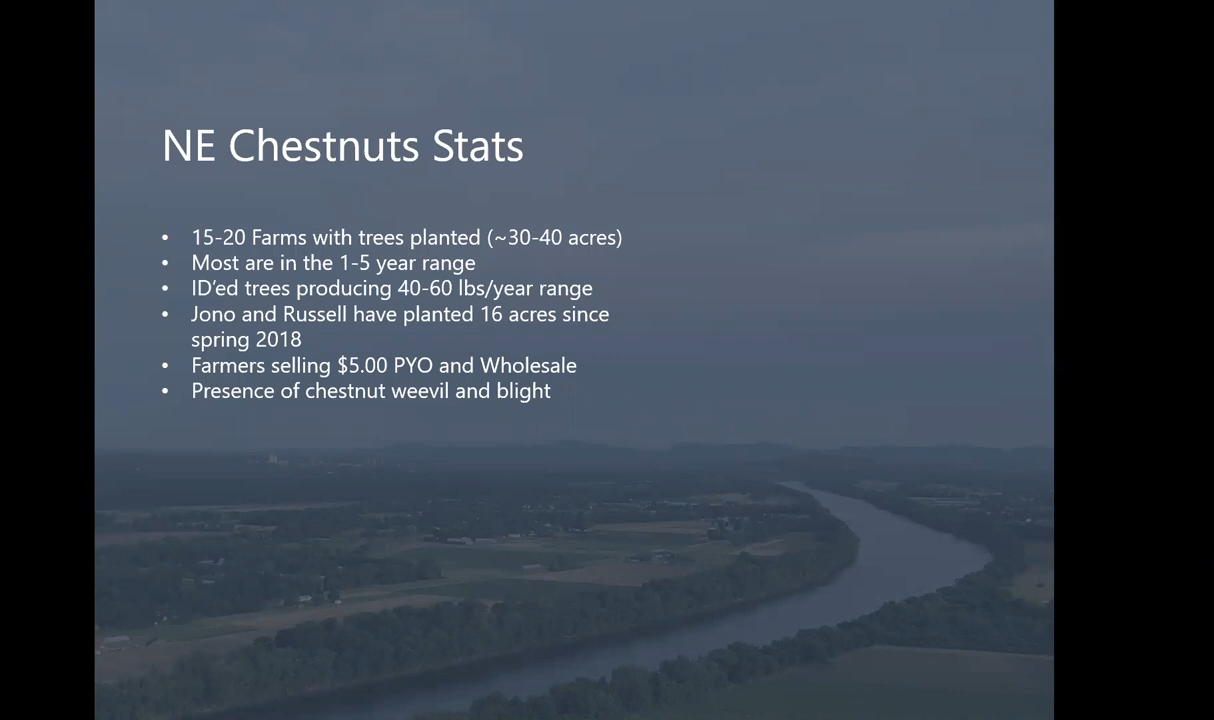 NE Chestnuts Stats
• 15-20 Farms with trees planted (~30-40 acres)
• Most are in the 1-5 year range
• ID'ed trees producing 40-60 lbs/year range
• Jono and Russell have planted 16 acres since
spring 2018
• Farmers selling $5.00 PYO and Wholesale
• Presence of chestnut weevil and blight